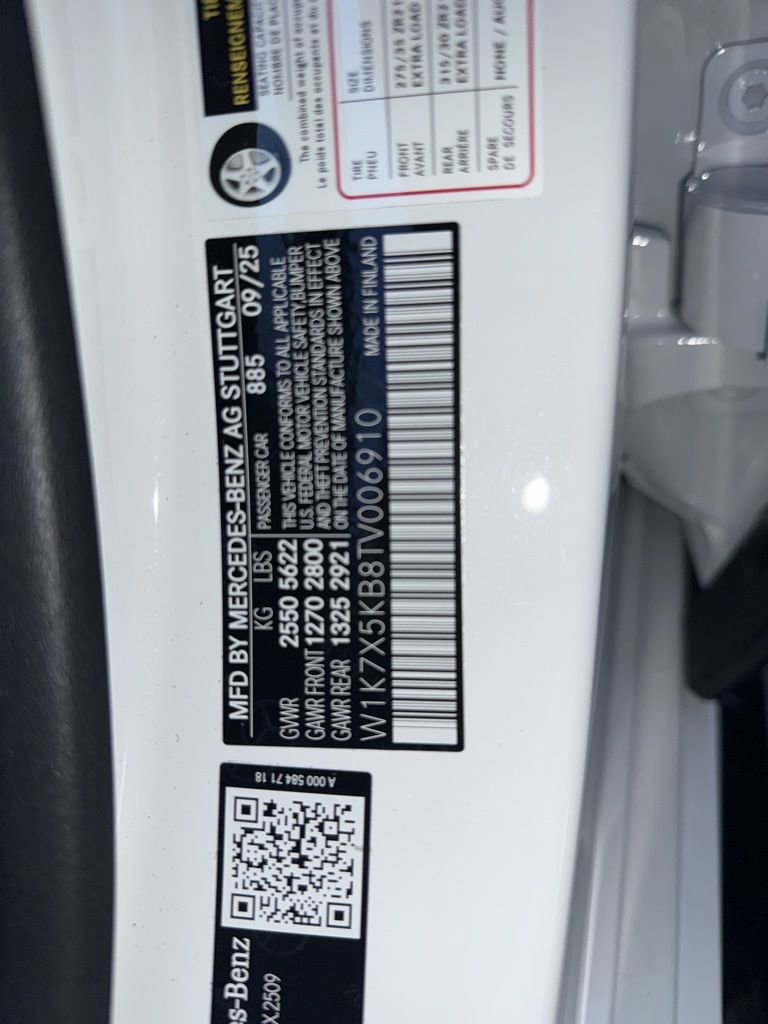 MFD BY MERCEDES-BENZ AG STUTTGART
KG LBS PASSENGER CAR 885 09/25
GVWR 2550 5622
GAWR FRONT 1270 2800
GAWR REAR 1325 2921
THIS VEHICLE CONFORMS TO ALL APPLICABLE
U.S. FEDERAL MOTOR VEHICLE SAFETY, BUMPER
AND THEFT PREVENTION STANDARDS IN EFFECT
ON THE DATE OF MANUFACTURE SHOWN ABOVE
W1K7X5KB8TV006910 MADE IN FINLAND
RENSEIGNEM
SEATING CAPACI
NOMBRE DE PLAC
The combined weight of occup
Le poids total des occupants et du c
TIRE SIZE
PNEU DIMENSIONS
FRONT 275/35 ZR21
AVANT EXTRA LOAD
REAR 315/30 ZR21
ARRIÈRE EXTRA LOAD
SPARE NONE / AUC
DE SECOURS
A 000 584 71 18
s-Benz
X.2509